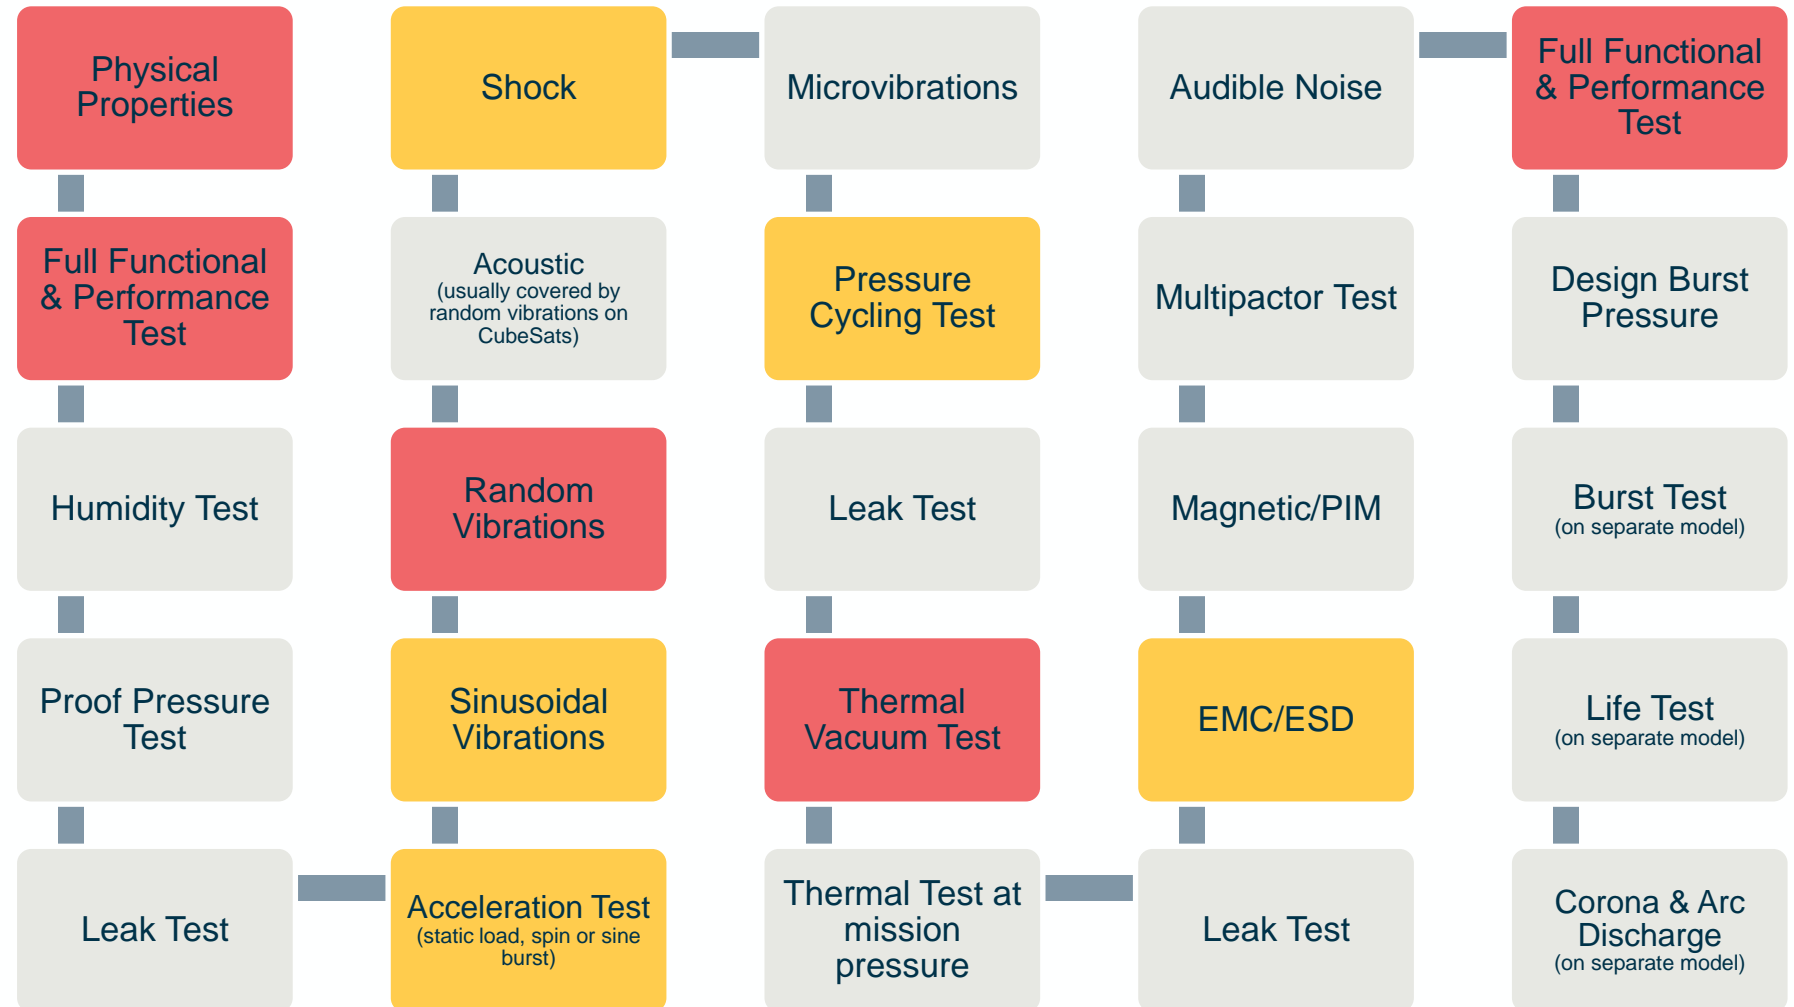 Physical
Properties
Full Functional
& Performance
Test
Humidity Test
Proof Pressure
Test
Leak Test
Acceleration Test
(static load, spin or sine
burst)
Sinusoidal
Vibrations
Random
Vibrations
Acoustic
(usually covered by
random vibrations on
CubeSats)
Shock
Microvibrations
Pressure
Cycling Test
Leak Test
Thermal
Vacuum Test
Thermal Test at
mission
pressure
Leak Test
EMC/ESD
Magnetic/PIM
Multipactor Test
Audible Noise
Full Functional
& Performance
Test
Design Burst
Pressure
Burst Test
(on separate model)
Life Test
(on separate model)
Corona & Arc
Discharge
(on separate model)